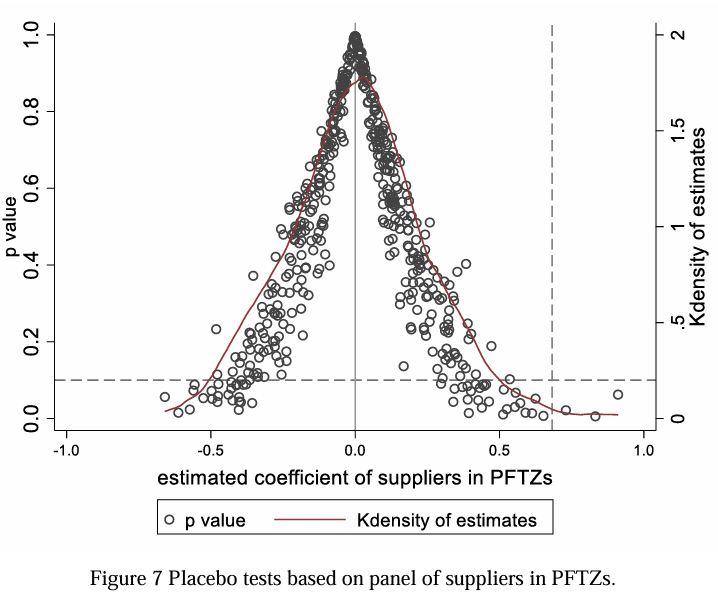 1.0
0.8
0.6
0.4
0.2
0.0
p value
2
1.5
1
.5
0
Kdensity of estimates
-1.0
-0.5
0.0
0.5
1.0
estimated coefficient of suppliers in PFTZs
p value
Kdensity of estimates
Figure 7 Placebo tests based on panel of suppliers in PFTZs.